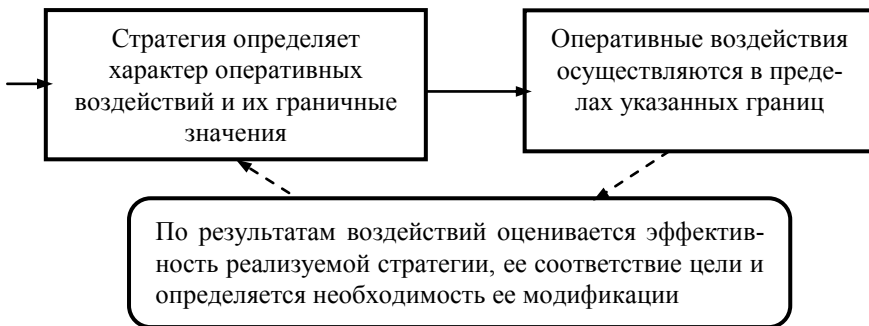 Стратегия определяет
характер оперативных
воздействий и их граничные
значения
Оперативные воздействия
осуществляются в преде-
лах указанных границ
По результатам воздействий оценивается эффектив-
ность реализуемой стратегии, ее соответствие цели и
определяется необходимость ее модификации